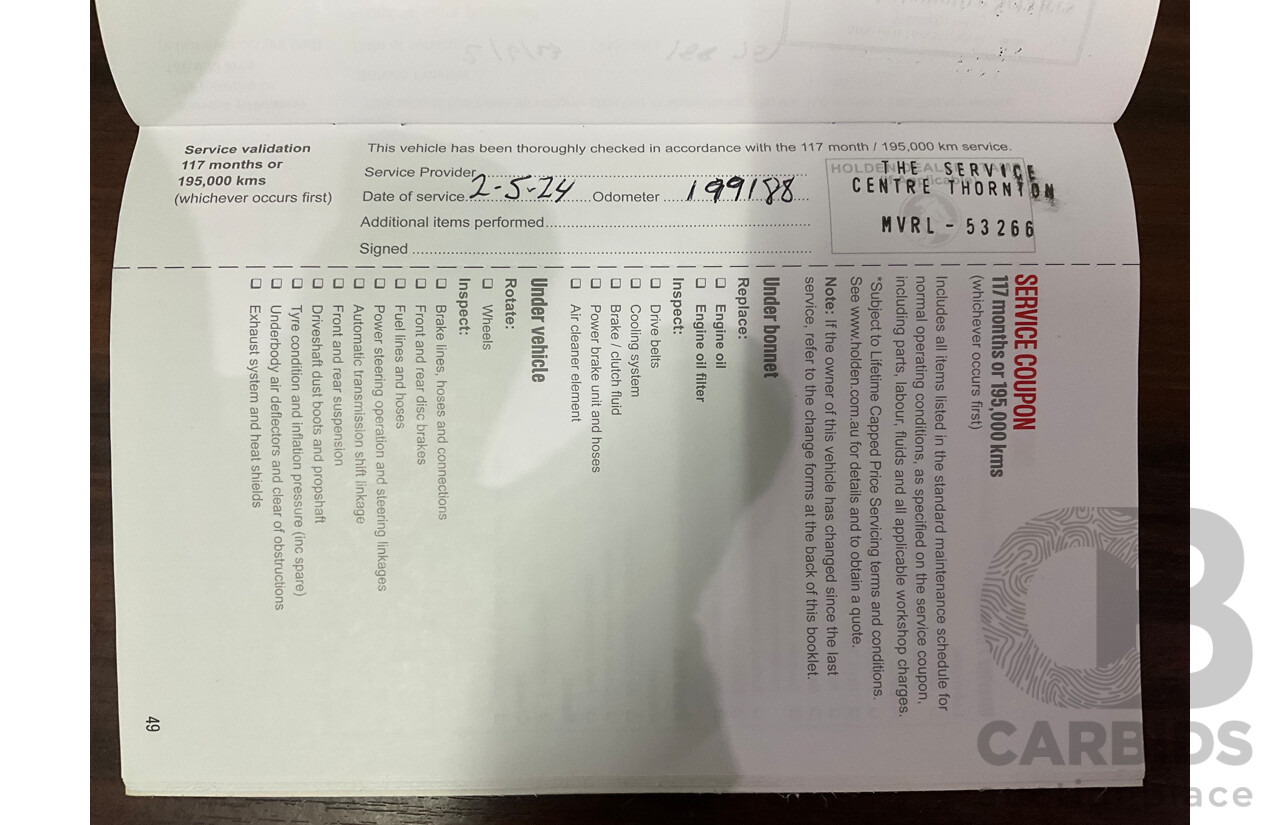 Service validation
117 months or
195,000 kms
(whichever occurs first)
This vehicle has been thoroughly checked in accordance with the 117 month / 195,000 km service.
Service Provider
Date of service 2-5-24 Odometer 199188
Additional items performed
Signed
THE SERVICE
CENTRE THORNTON
MVRL - 53266
SERVICE COUPON
117 months or 195,000 kms
(whichever occurs first)
Includes all items listed in the standard maintenance schedule for
normal operating conditions, as specified on the service coupon,
including parts, labour, fluids and all applicable workshop charges.
*Subject to Lifetime Capped Price Servicing terms and conditions.
See www.holden.com.au for details and to obtain a quote.
Note: If the owner of this vehicle has changed since the last
service, refer to the change forms at the back of this booklet.
Under bonnet
Replace:
Engine oil
Engine oil filter
Inspect:
Drive belts
Cooling system
Brake / clutch fluid
Power brake unit and hoses
Air cleaner element
Under vehicle
Rotate:
Wheels
Inspect:
Brake lines, hoses and connections
Front and rear disc brakes
Fuel lines and hoses
Power steering operation and steering linkages
Automatic transmission shift linkage
Front and rear suspension
Driveshaft dust boots and propshaft
Tyre condition and inflation pressure (inc spare)
Underbody air deflectors and clear of obstructions
Exhaust system and heat shields
49
CARBIDS